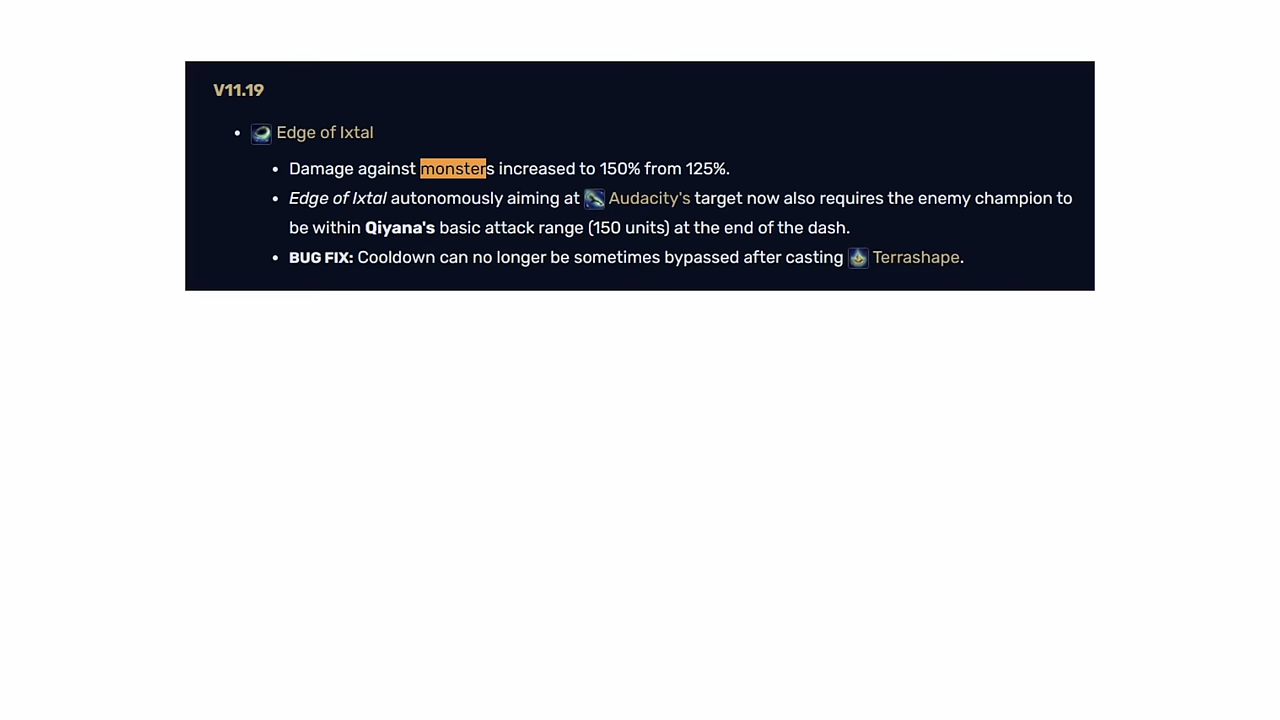 V11.19
Edge of Ixtal
Damage against monsters increased to 150% from 125%.
Edge of Ixtal autonomously aiming at Audacity's target now also requires the enemy champion to
be within Qiyana's basic attack range (150 units) at the end of the dash.
BUG FIX: Cooldown can no longer be sometimes bypassed after casting Terrashape.